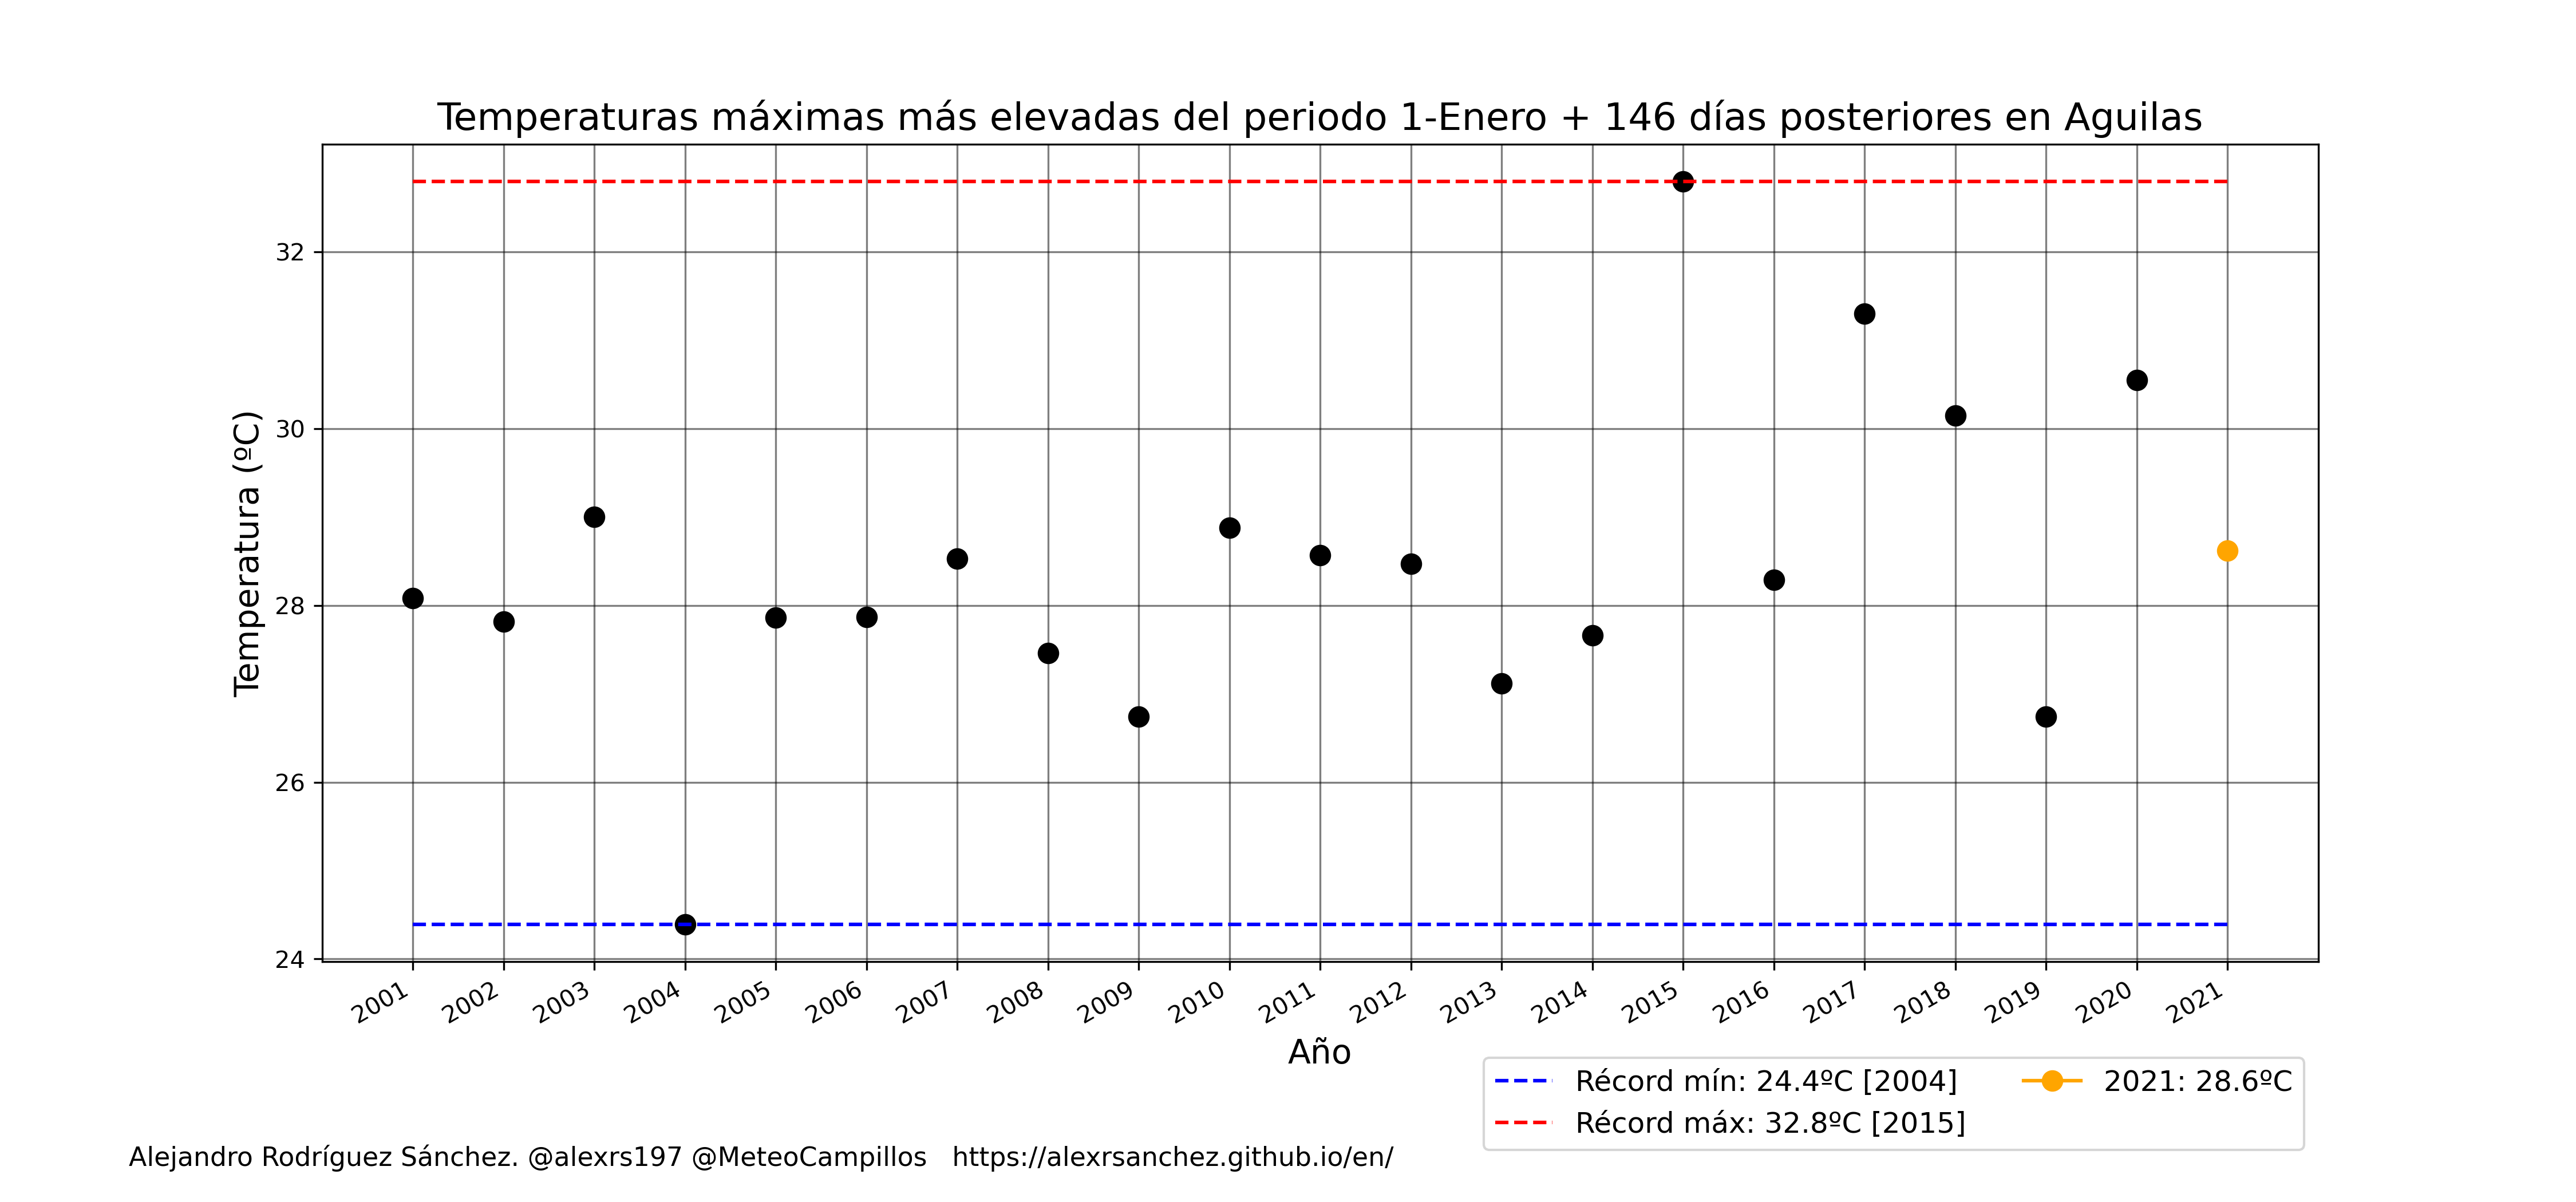 Temperaturas máximas más elevadas del periodo 1-Enero + 146 días posteriores en Aguilas
Temperatura (ºC)
32
30
28
26
24
2001 2002 2003 2004 2005 2006 2007 2008 2009 2010 2011 2012 2013 2014 2015 2016 2017 2018 2019 2020 2021
Año
Récord mín: 24.4ºC [2004] 2021: 28.6ºC
Récord máx: 32.8ºC [2015]
Alejandro Rodríguez Sánchez. @alexrs197 @MeteoCampillos https://alexrsanchez.github.io/en/